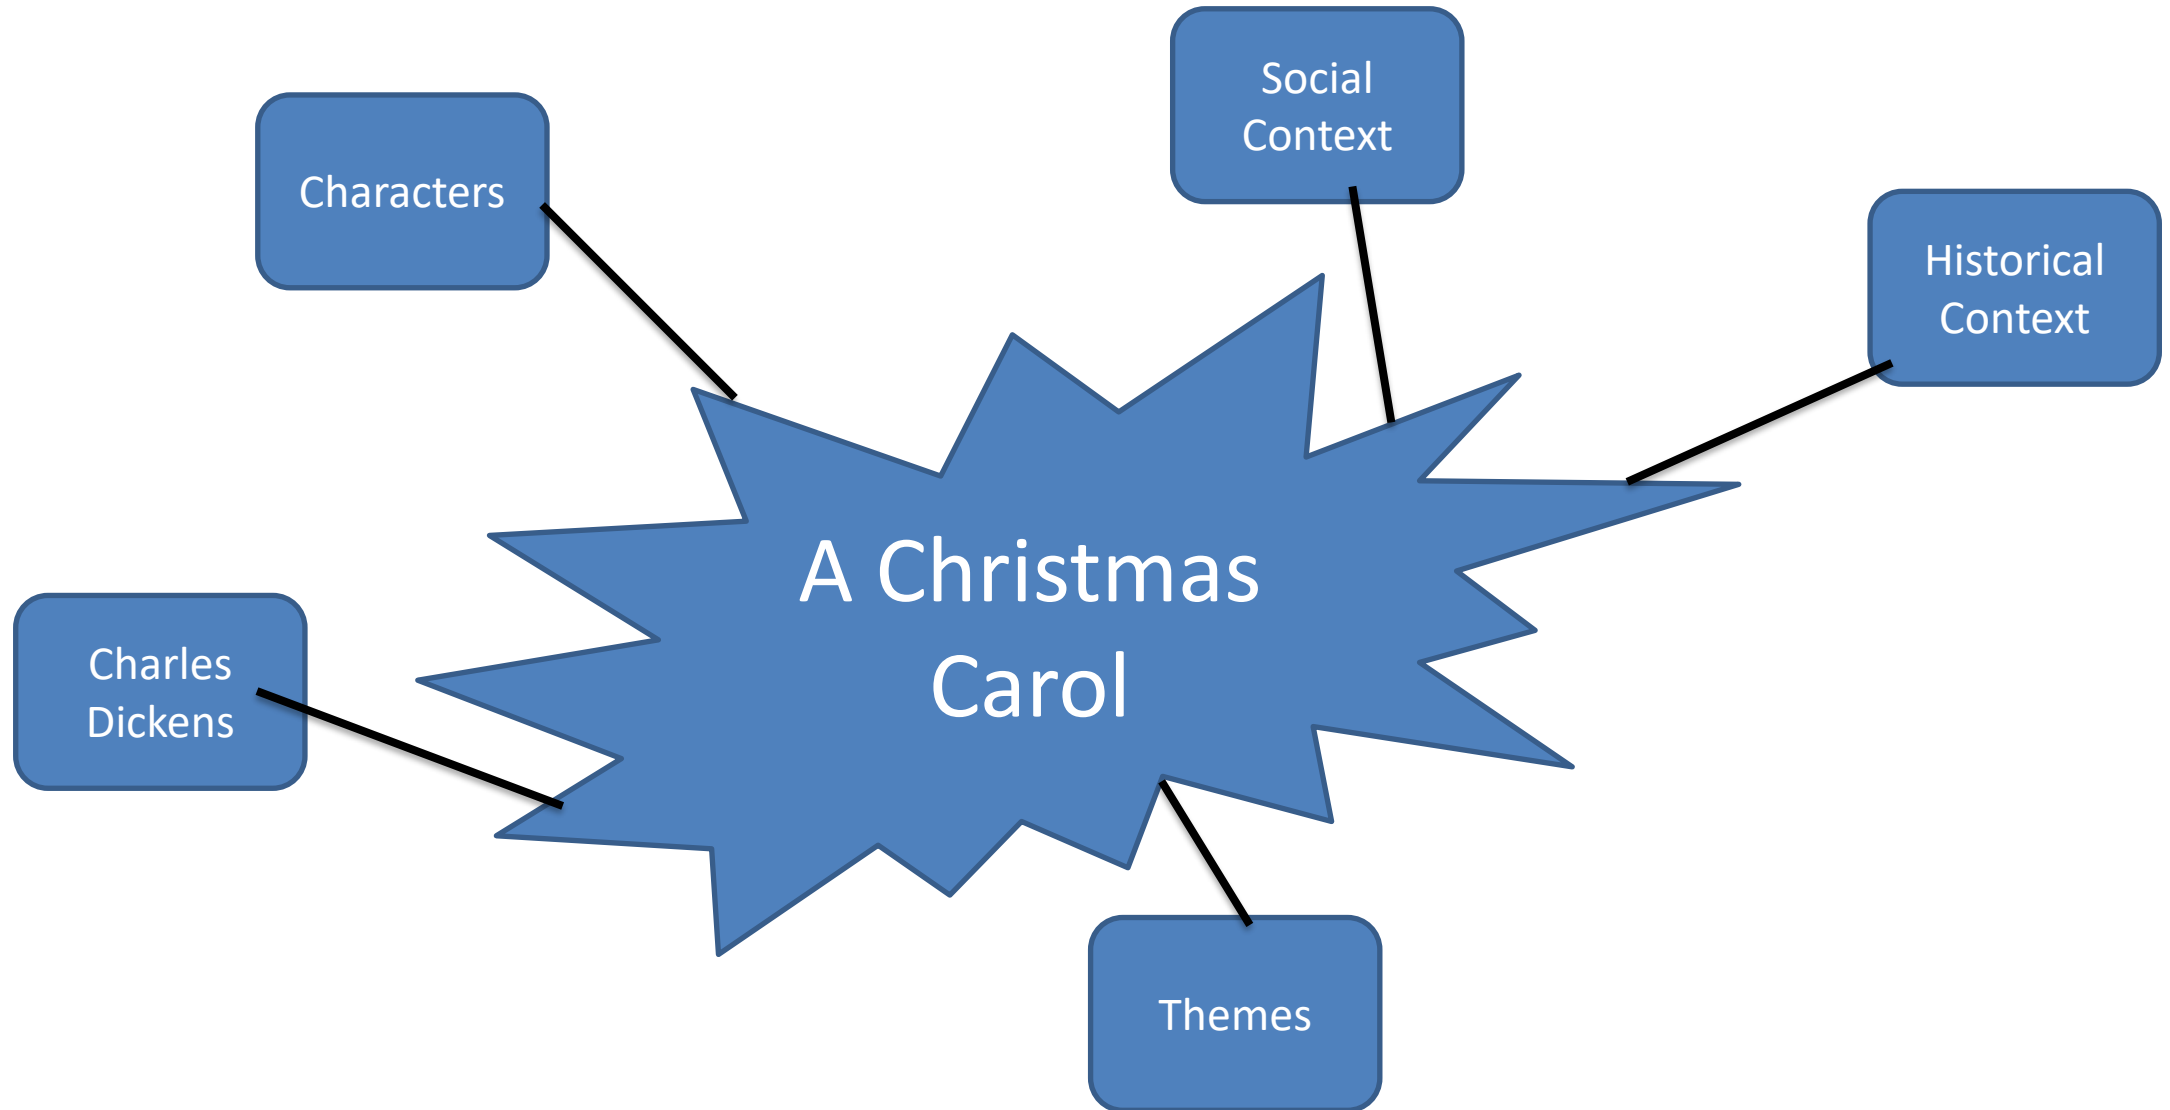 Social
Context
Characters
Historical
Context
A Christmas
Carol
Charles
Dickens
Themes